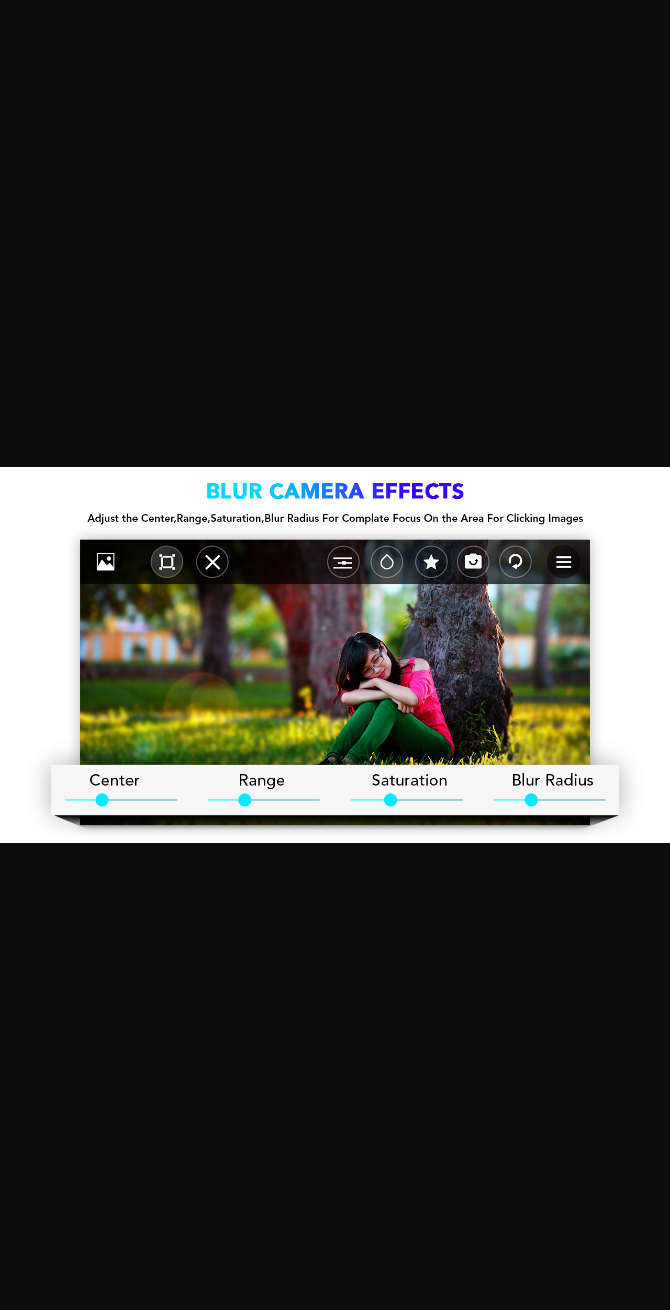 BLUR CAMERA EFFECTS
Adjust the Center,Range,Saturation,Blur Radius For Complate Focus On the Area For Clicking Images
Center Range Saturation Blur Radius